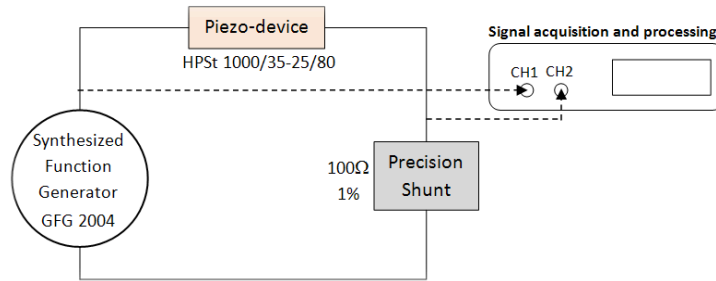 Piezo-device
HPSt 1000/35-25/80
Signal acquisition and processing
CH1 CH2
Synthesized
Function
Generator
GFG 2004
100Ω
1%
Precision
Shunt